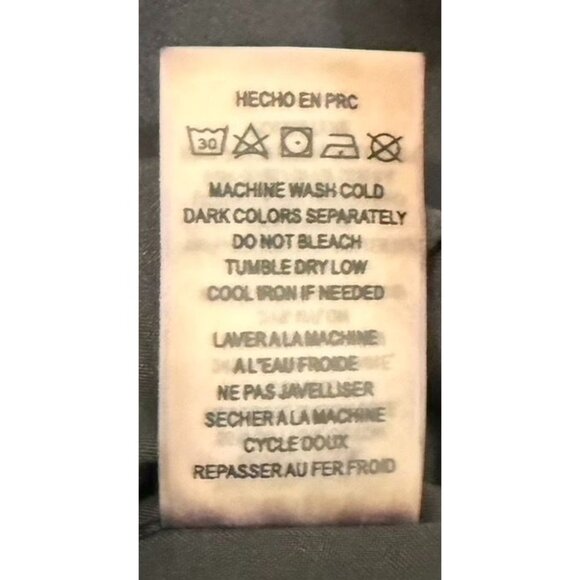 HECHO EN PRC
30
MACHINE WASH COLD
DARK COLORS SEPARATELY
DO NOT BLEACH
TUMBLE DRY LOW
COOL IRON IF NEEDED
LAVER A LA MACHINE
A L'EAU FROIDE
NE PAS JAVELLISER
SECHER A LA MACHINE
CYCLE DOUX
REPASSER AU FER FROID